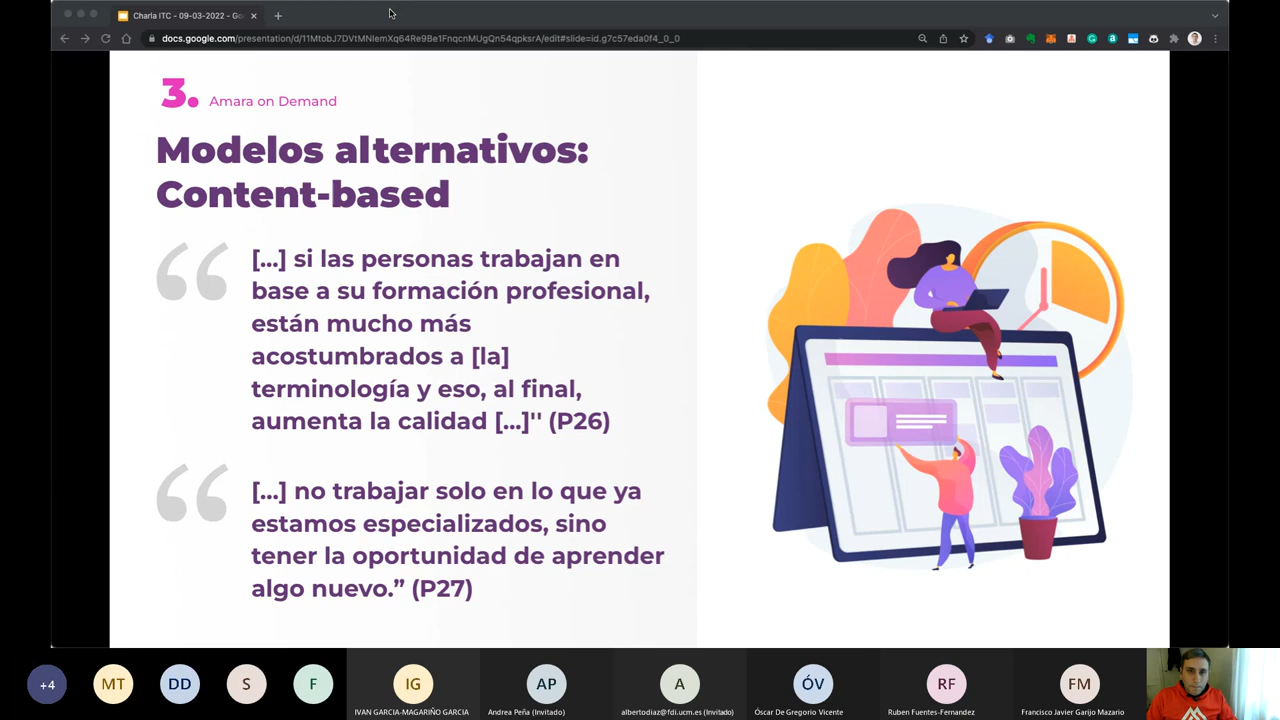 Charla ITC - 09-03-2022 - Goo
docs.google.com/presentation/d/11MtobJ7DVtMNIemXq64Re9Be1FnqcnMUgQn54qpksrA/edit#slide=id.g7c57eda0f4_0_0
3. Amara on Demand
Modelos alternativos:
Content-based
“ [...] si las personas trabajan en
base a su formación profesional,
están mucho más
acostumbrados a [la]
terminología y eso, al final,
aumenta la calidad [...]'' (P26)
“ [...] no trabajar solo en lo que ya
estamos especializados, sino
tener la oportunidad de aprender
algo nuevo.” (P27)
+4 MT DD S F IG AP A ÓV RF FM
IVAN GARCIA-MAGARIÑO GARCIA Andrea Peña (Invitado) albertodiaz@fdi.ucm.es (Invitado) Óscar De Gregorio Vicente Ruben Fuentes-Fernandez Francisco Javier Garijo Mazario